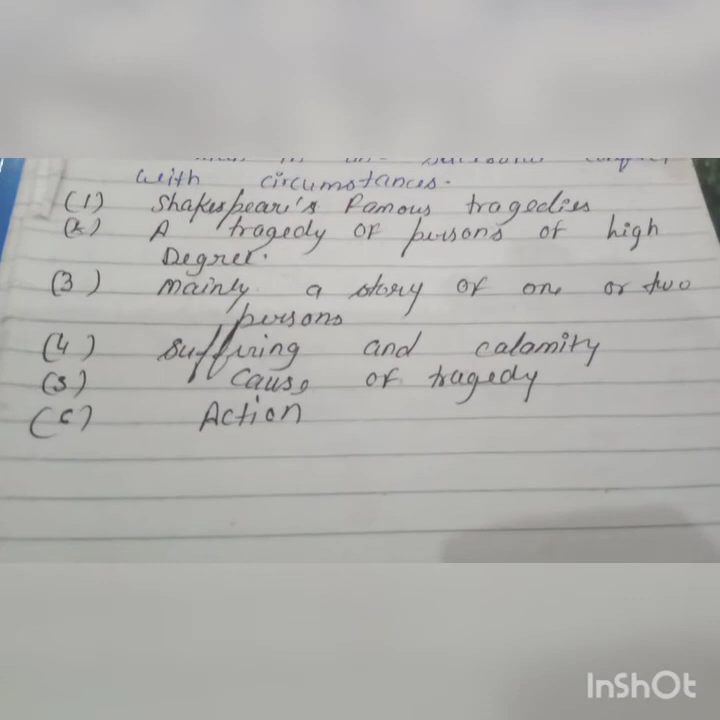 with circumstances.
(1) Shakespeare's Famous tragedies
(2) A tragedy of persons of high
Degree.
(3) mainly a story of one or two
persons
(4) suffering and calamity
(5) Cause of tragedy
(6) Action
InShOt